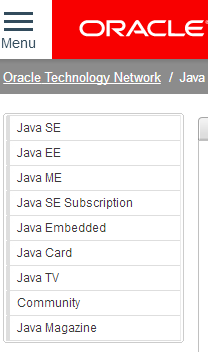 Menu
ORACLE
Oracle Technology Network / Java
Java SE
Java EE
Java ME
Java SE Subscription
Java Embedded
Java Card
Java TV
Community
Java Magazine